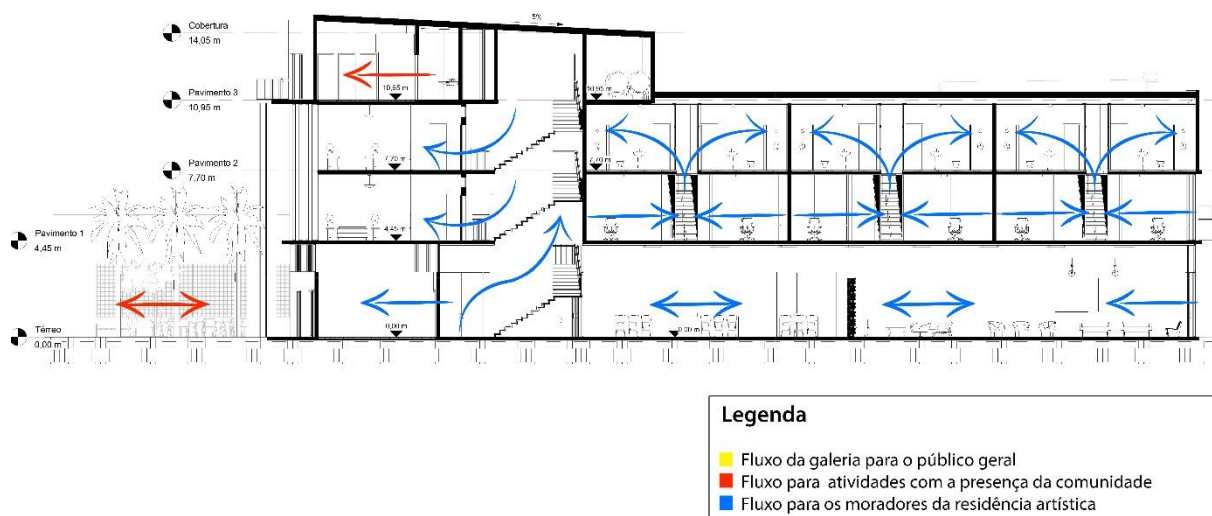 5%
Cobertura
14,05 m
Pavimento 3
10,95 m
10,95 m
10,95 m
Pavimento 2
7,70 m
7,70 m
7,70 m
Pavimento 1
4,45 m
4,45 m
Térreo
0,00 m
0,00 m
0,00 m
Legenda
Fluxo da galeria para o público geral
Fluxo para atividades com a presença da comunidade
Fluxo para os moradores da residência artística